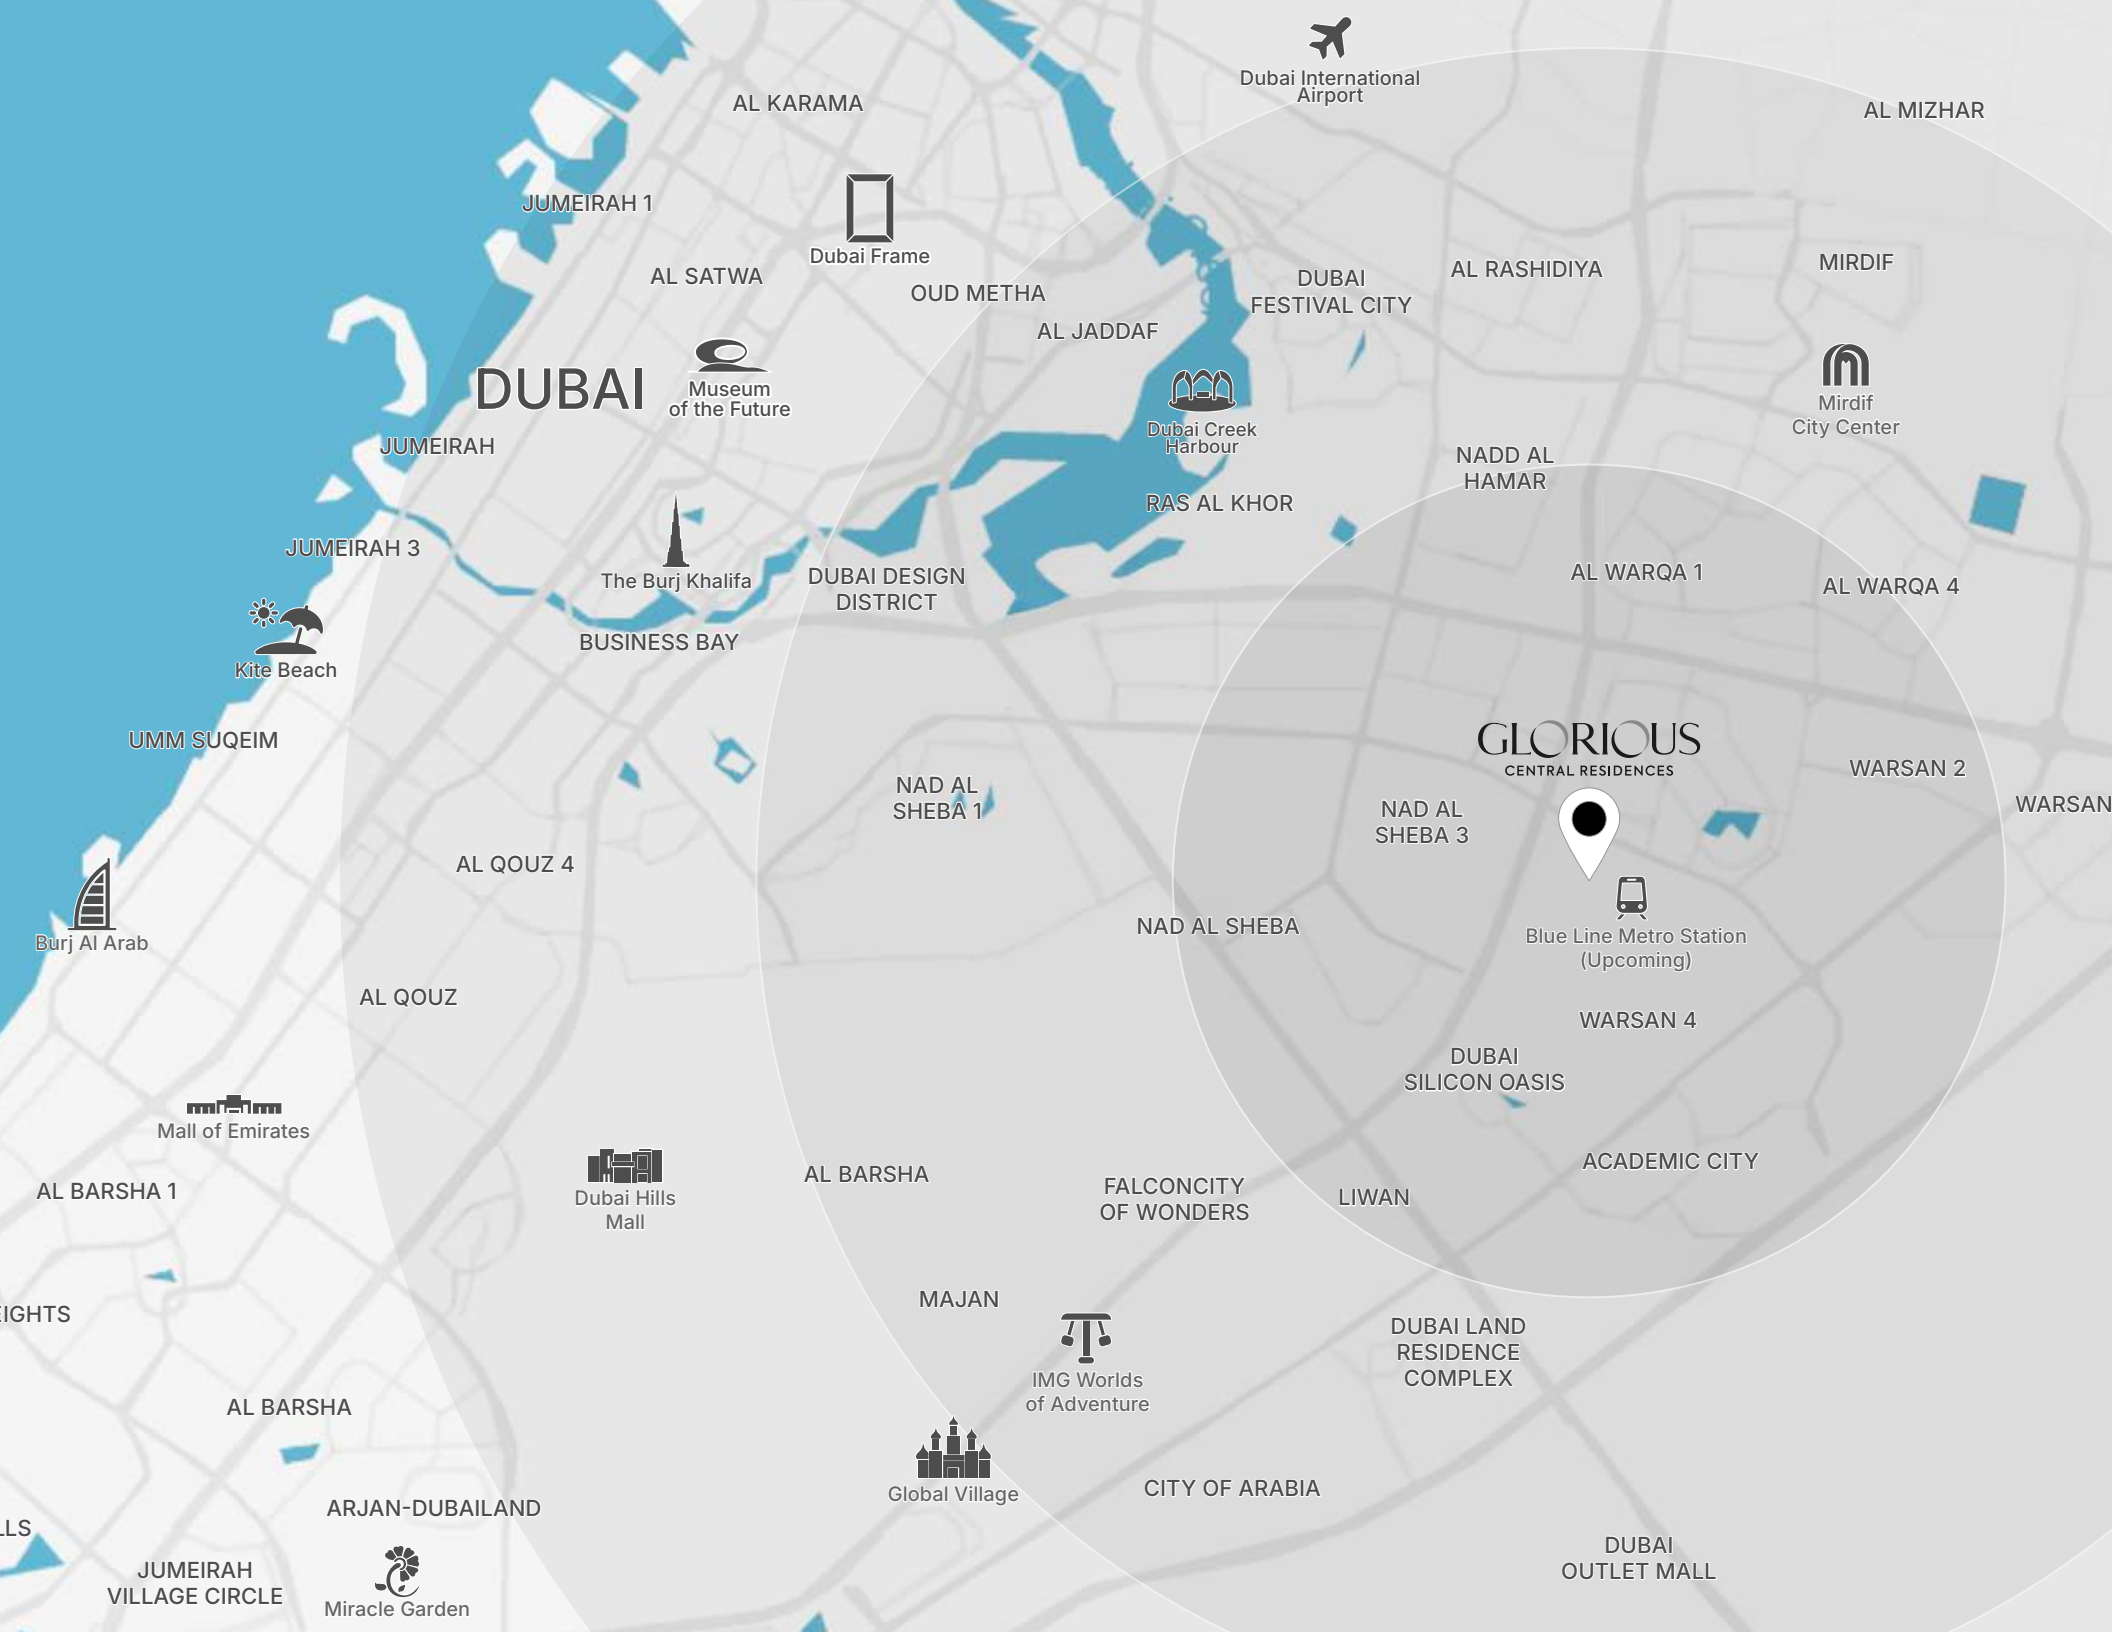 Dubai International
Airport
AL KARAMA
AL MIZHAR
JUMEIRAH 1
Dubai Frame
AL SATWA
OUD METHA
DUBAI
FESTIVAL CITY
AL RASHIDIYA
MIRDIF
AL JADDAF
DUBAI
Museum
of the Future
Mirdif
City Center
Dubai Creek
Harbour
JUMEIRAH
NADD AL
HAMAR
RAS AL KHOR
JUMEIRAH 3
The Burj Khalifa
DUBAI DESIGN
DISTRICT
AL WARQA 1
AL WARQA 4
BUSINESS BAY
Kite Beach
UMM SUQEIM
GLORIOUS
CENTRAL RESIDENCES
WARSAN 2
NAD AL
SHEBA 1
NAD AL
SHEBA 3
WARSAN
AL QOUZ 4
NAD AL SHEBA
Blue Line Metro Station
(Upcoming)
Burj Al Arab
AL QOUZ
WARSAN 4
DUBAI
SILICON OASIS
Mall of Emirates
AL BARSHA 1
Dubai Hills
Mall
AL BARSHA
FALCONCITY
OF WONDERS
LIWAN
ACADEMIC CITY
EIGHTS
MAJAN
DUBAI LAND
RESIDENCE
COMPLEX
IMG Worlds
of Adventure
AL BARSHA
Global Village
CITY OF ARABIA
ARJAN-DUBAILAND
LLS
JUMEIRAH
VILLAGE CIRCLE
Miracle Garden
DUBAI
OUTLET MALL